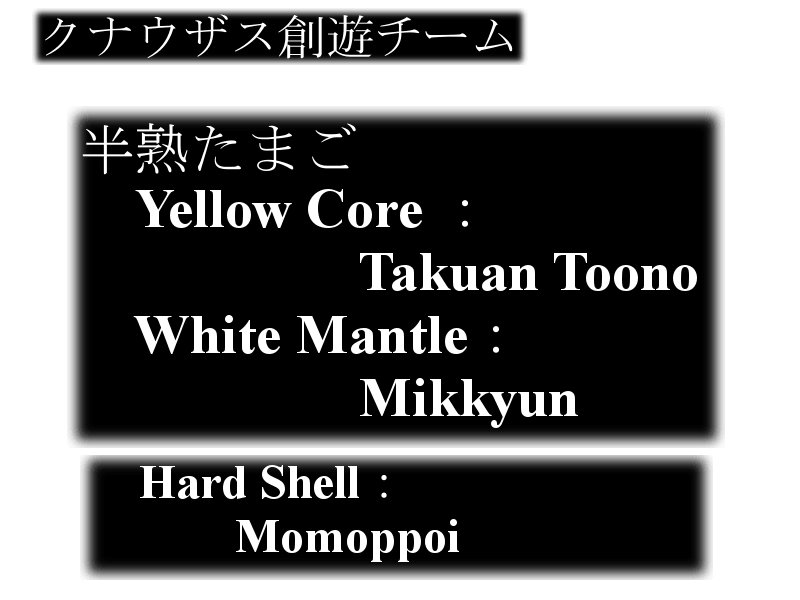 クナウザス創遊チーム
半熟たまご
Yellow Core ：
Takuan Toono
White Mantle：
Mikkyun
Hard Shell：
Momoppoi